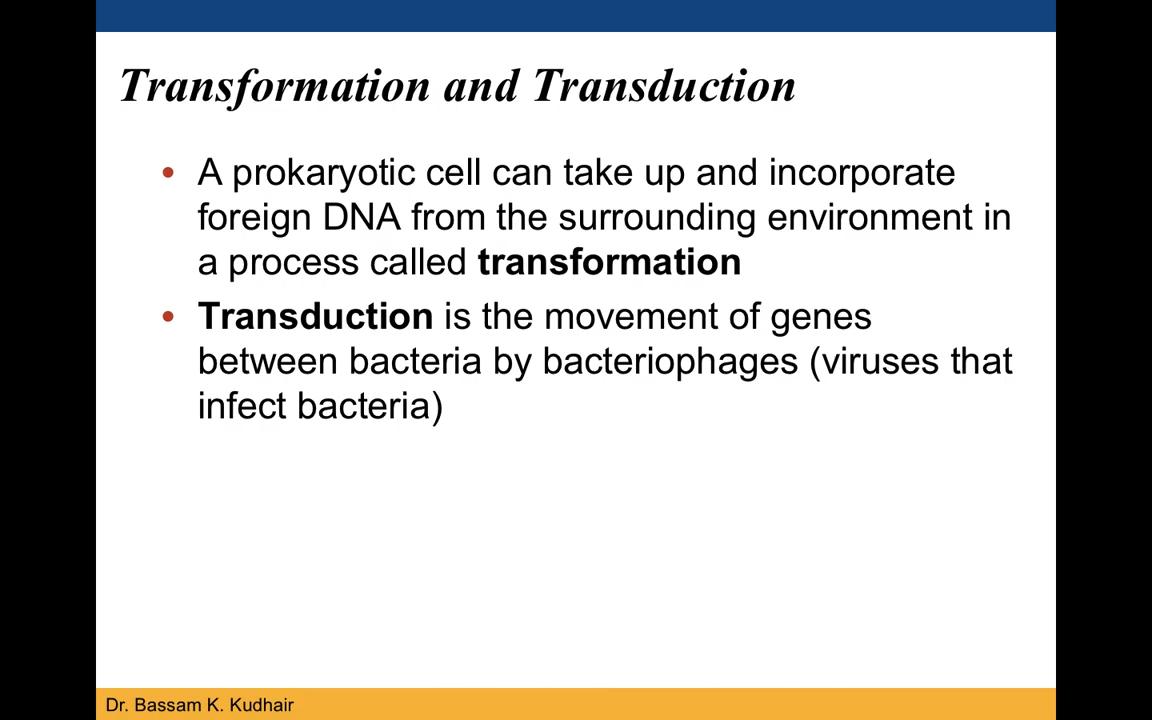 Transformation and Transduction
• A prokaryotic cell can take up and incorporate
foreign DNA from the surrounding environment in
a process called transformation
• Transduction is the movement of genes
between bacteria by bacteriophages (viruses that
infect bacteria)
Dr. Bassam K. Kudhair